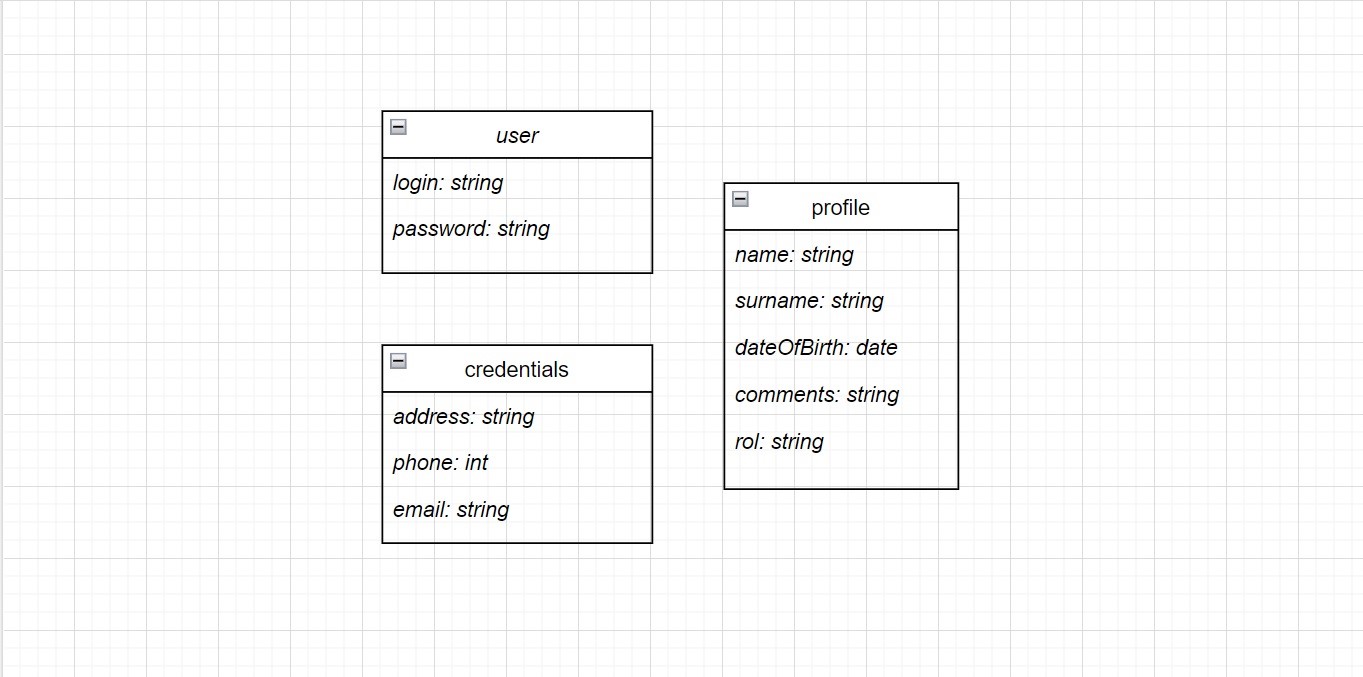 user
login: string
password: string
credentials
address: string
phone: int
email: string
profile
name: string
surname: string
dateOfBirth: date
comments: string
rol: string